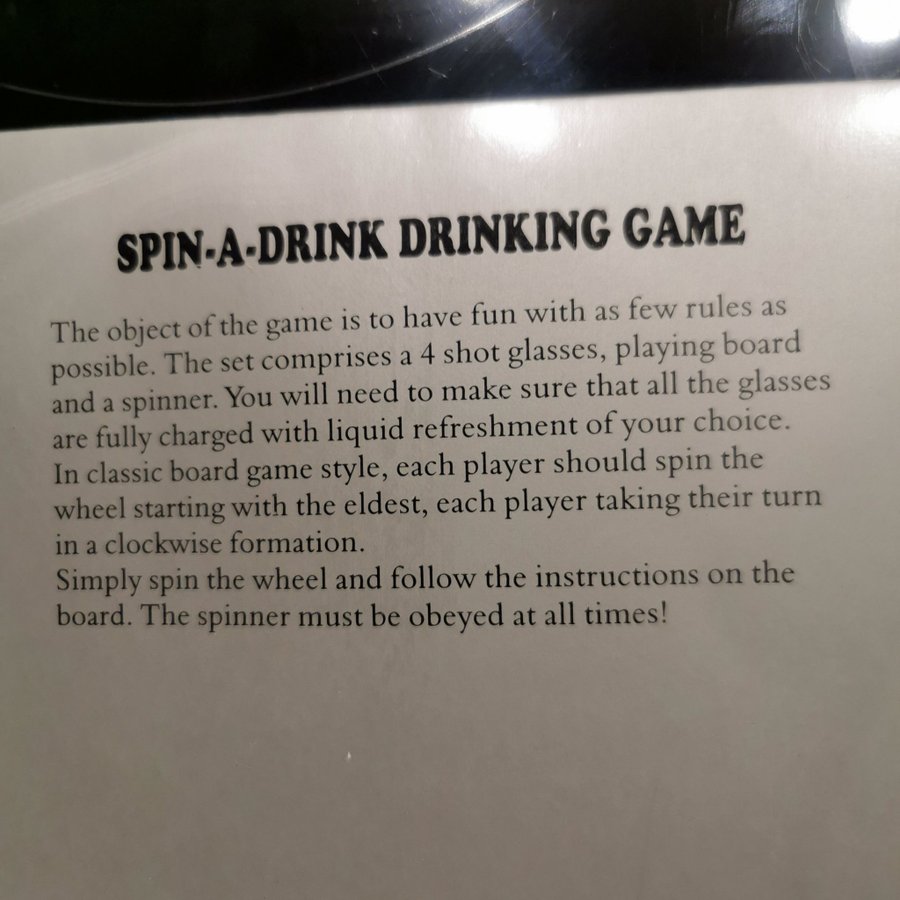 SPIN-A-DRINK DRINKING GAME
The object of the game is to have fun with as few rules as
possible. The set comprises a 4 shot glasses, playing board
and a spinner. You will need to make sure that all the glasses
are fully charged with liquid refreshment of your choice.
In classic board game style, each player should spin the
wheel starting with the eldest, each player taking their turn
in a clockwise formation.
Simply spin the wheel and follow the instructions on the
board. The spinner must be obeyed at all times!